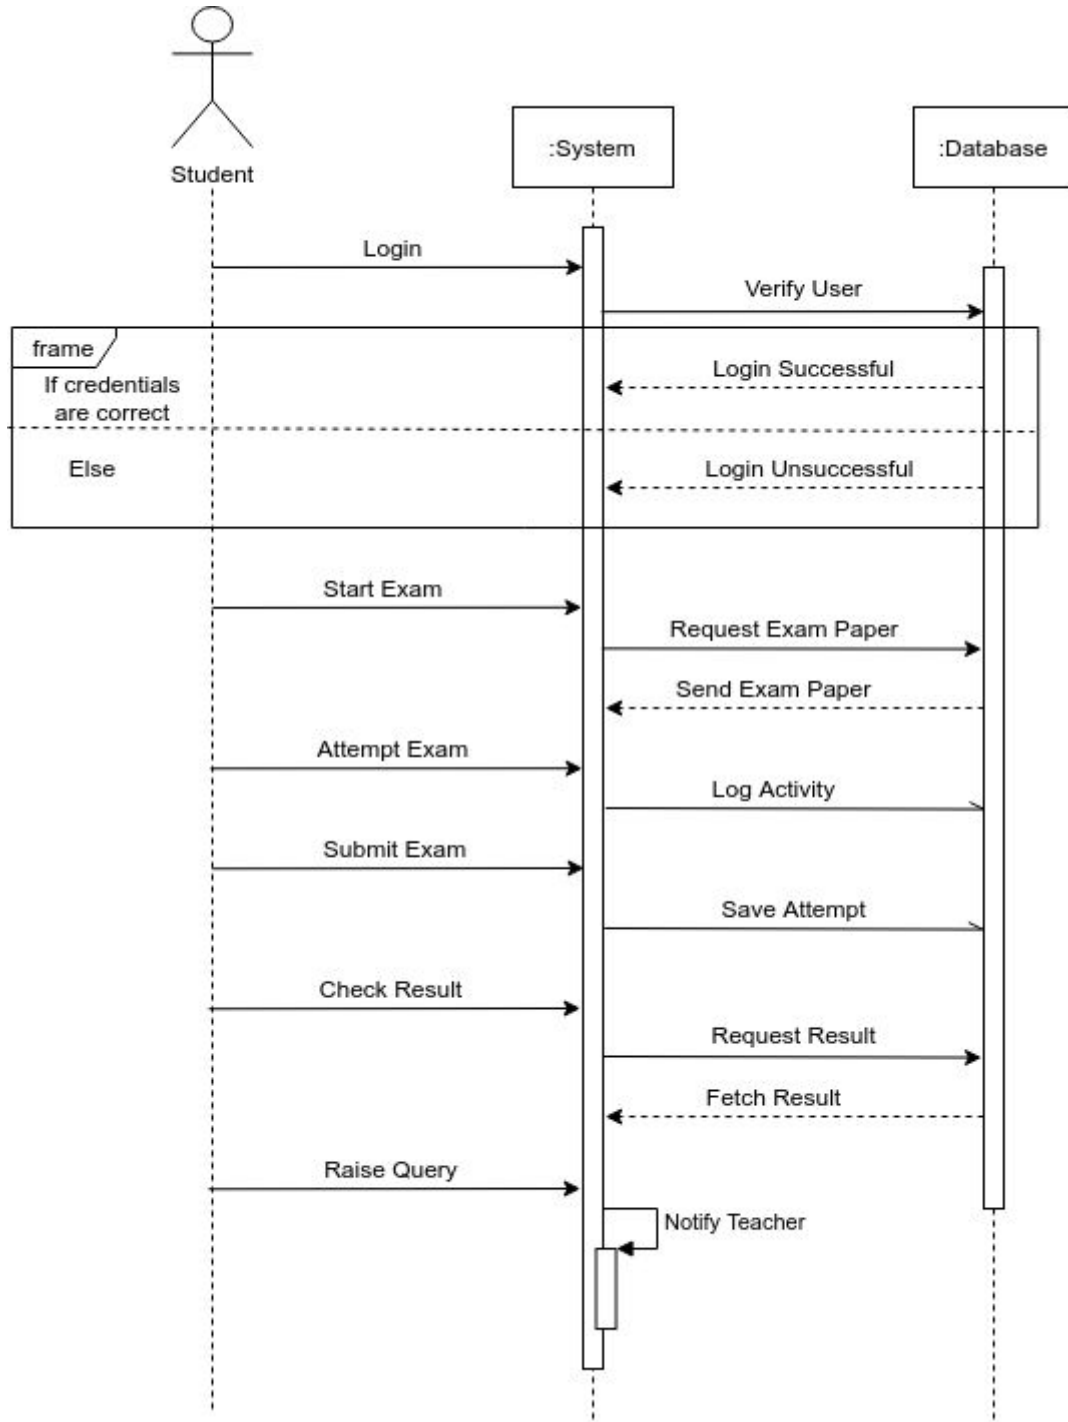 Student
:System
:Database
Login
Verify User
frame
If credentials
are correct
Login Successful
Else
Login Unsuccessful
Start Exam
Request Exam Paper
Send Exam Paper
Attempt Exam
Log Activity
Submit Exam
Save Attempt
Check Result
Request Result
Fetch Result
Raise Query
Notify Teacher